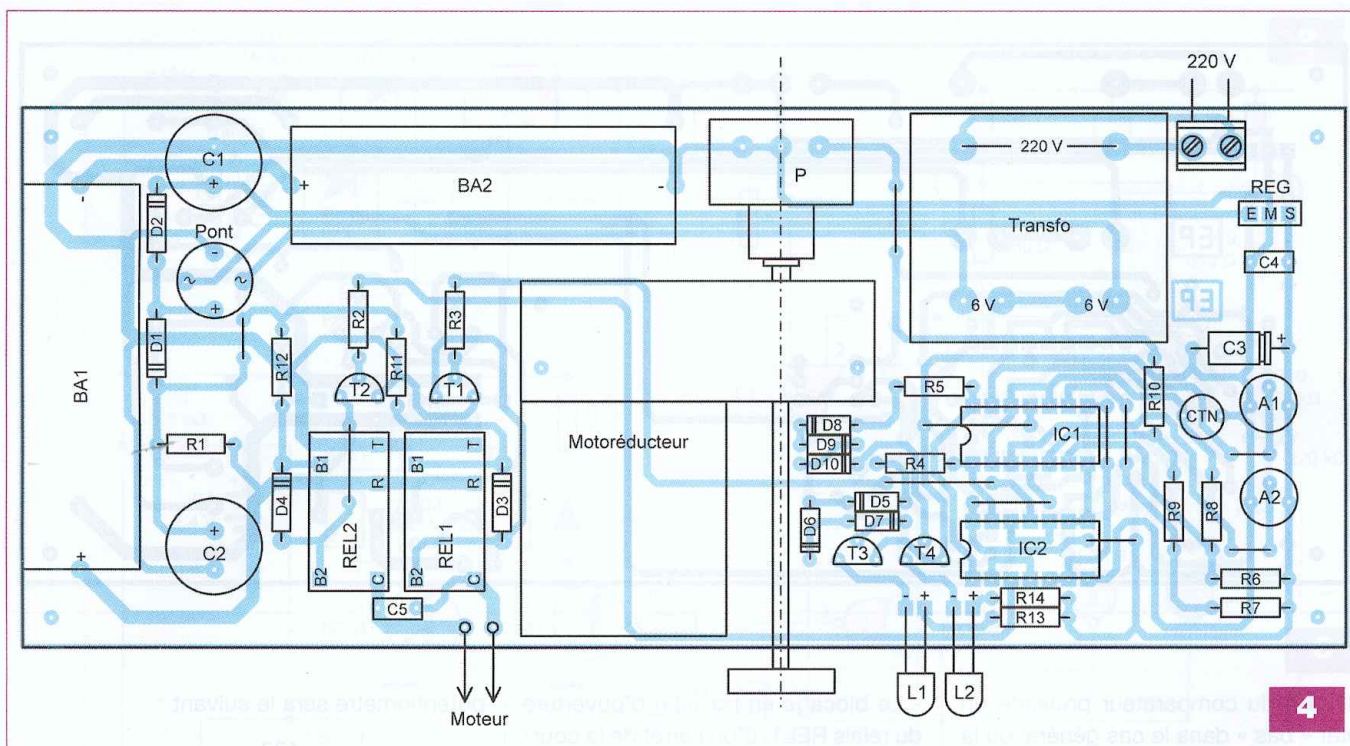 220 V
C1
+
-
D2
Pont
-
~ ~
+
D1
+ BA2 -
P
220 V
Transfo
6 V 6 V
REG
E M S
C4
BA1
+
R1
R12
R2
T2
R11
R3
T1
C2
+
D4
B1 T
R
REL2
B2
B1 T
R
REL1
B2 C
D3
C5
Moteur
Motoréducteur
D8
D9
D10
R5
R4
D5
D7
D6
T3
T4
IC1
IC2
R14
R13
+ +
L1
L2
R10
C3 +
CTN
A1
A2
R9
R8
R6
R7
4